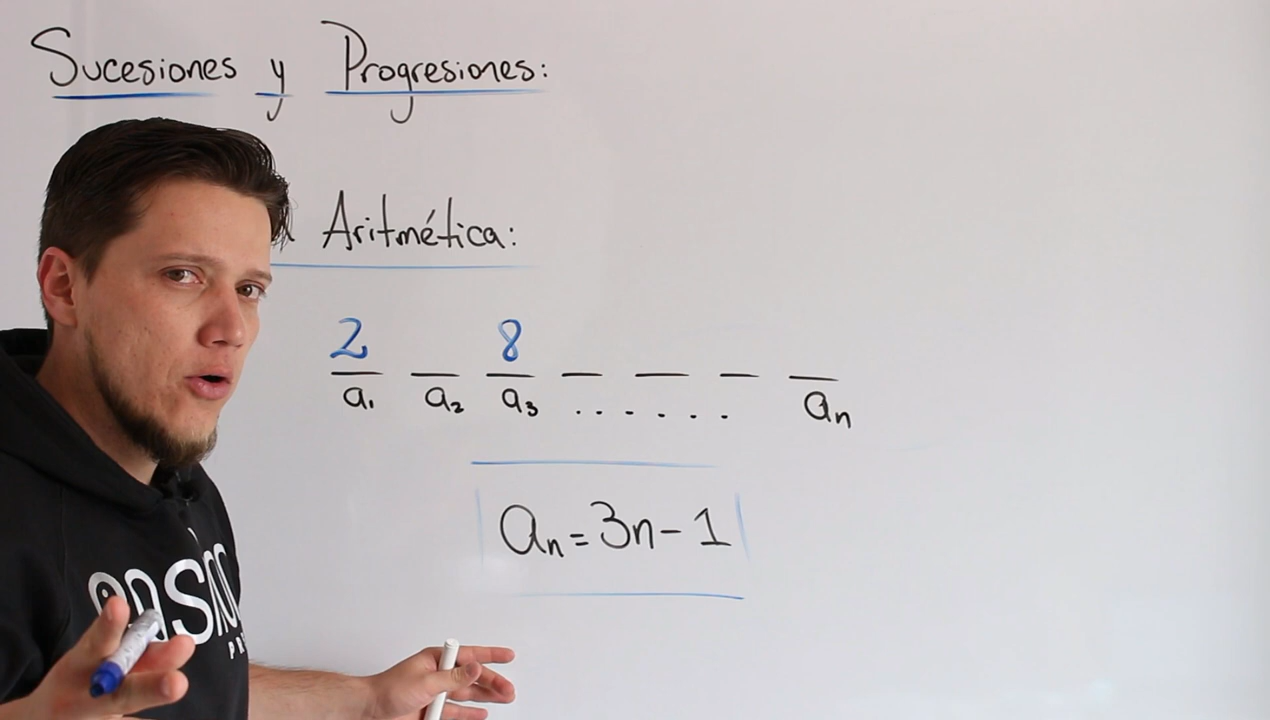 Sucesiones y Progresiones:
Aritmética:
2 8
a₁ a₂ a₃ ...... aₙ
aₙ = 3n - 1